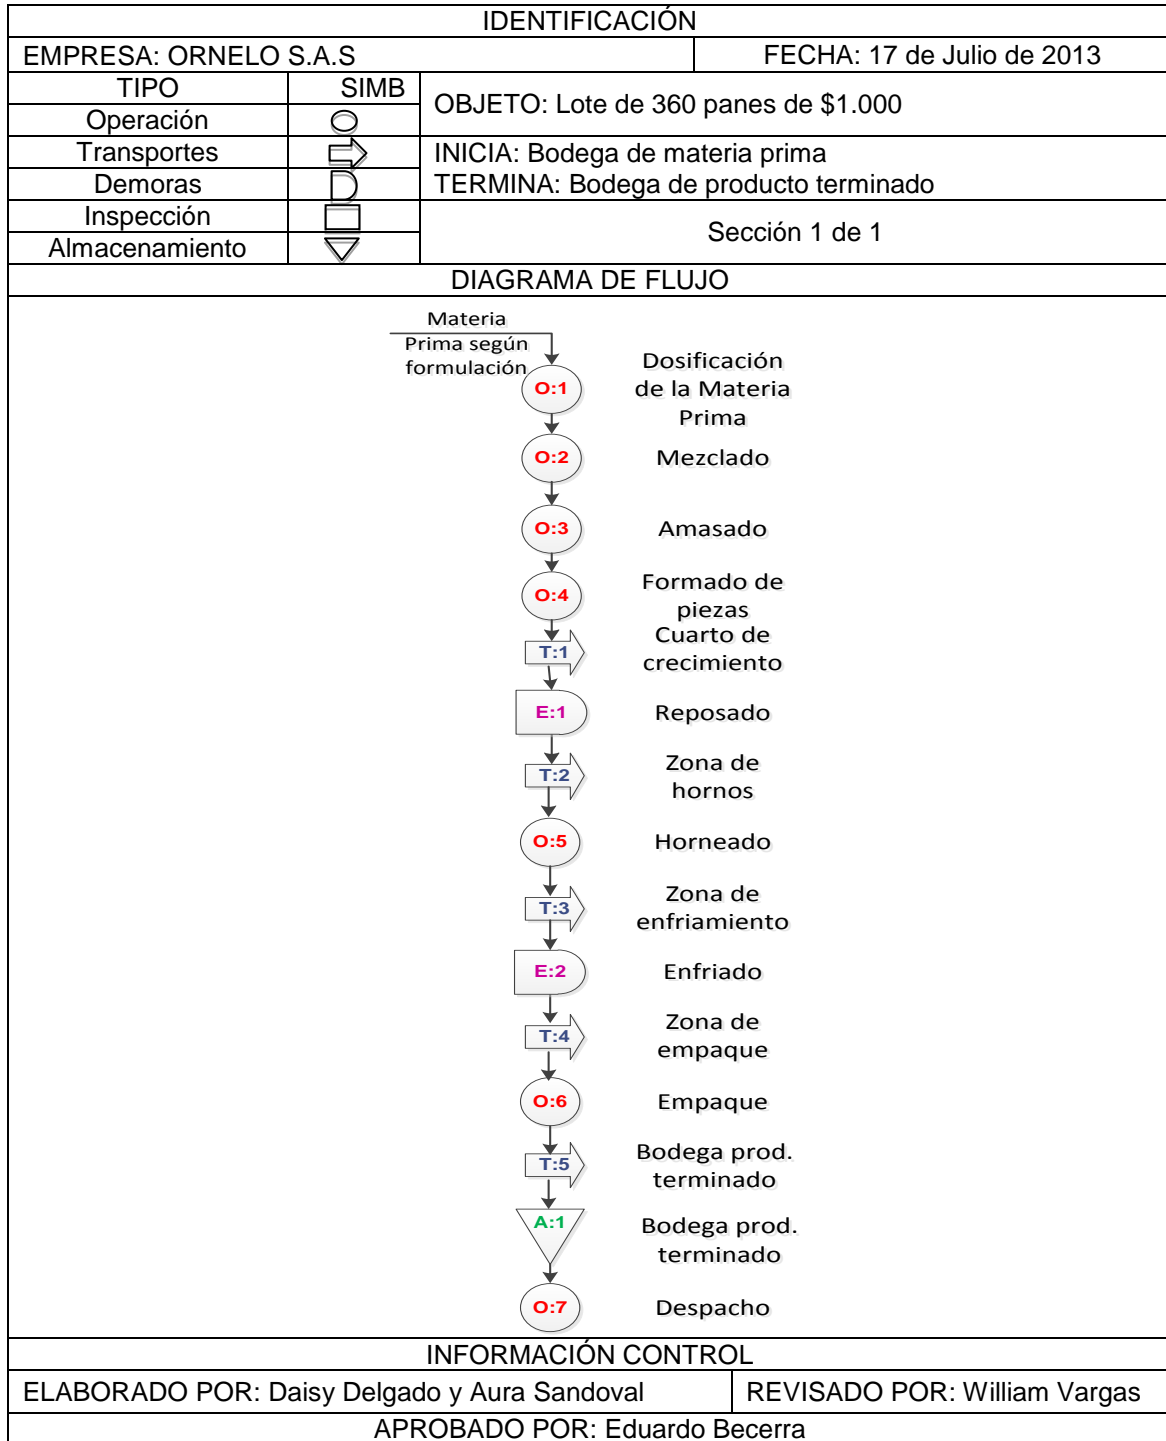 IDENTIFICACIÓN
EMPRESA: ORNELO S.A.S
FECHA: 17 de Julio de 2013
TIPO
SIMB
OBJETO: Lote de 360 panes de $1.000
Operación
Transportes
INICIA: Bodega de materia prima
Demoras
TERMINA: Bodega de producto terminado
Inspección
Sección 1 de 1
Almacenamiento
DIAGRAMA DE FLUJO
Materia
Prima según
formulación
O:1
Dosificación
de la Materia
Prima
O:2
Mezclado
O:3
Amasado
O:4
Formado de
piezas
T:1
Cuarto de
crecimiento
E:1
Reposado
T:2
Zona de
hornos
O:5
Horneado
T:3
Zona de
enfriamiento
E:2
Enfriado
T:4
Zona de
empaque
O:6
Empaque
T:5
Bodega prod.
terminado
A:1
Bodega prod.
terminado
O:7
Despacho
INFORMACIÓN CONTROL
ELABORADO POR: Daisy Delgado y Aura Sandoval
REVISADO POR: William Vargas
APROBADO POR: Eduardo Becerra